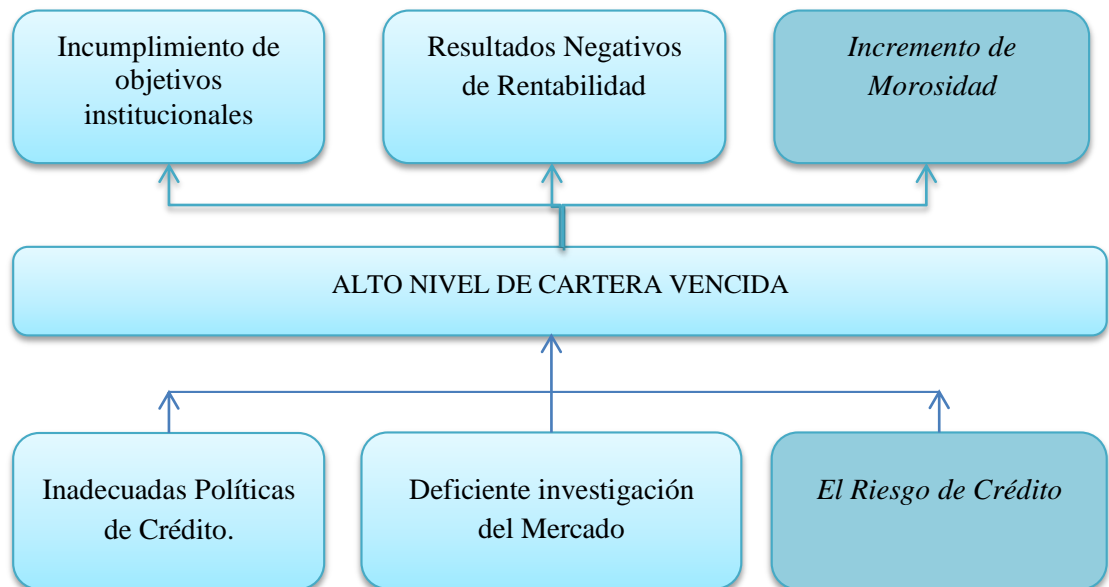 Incumplimiento de
objetivos
institucionales
Resultados Negativos
de Rentabilidad
Incremento de
Morosidad
ALTO NIVEL DE CARTERA VENCIDA
Inadecuadas Políticas
de Crédito.
Deficiente investigación
del Mercado
El Riesgo de Crédito